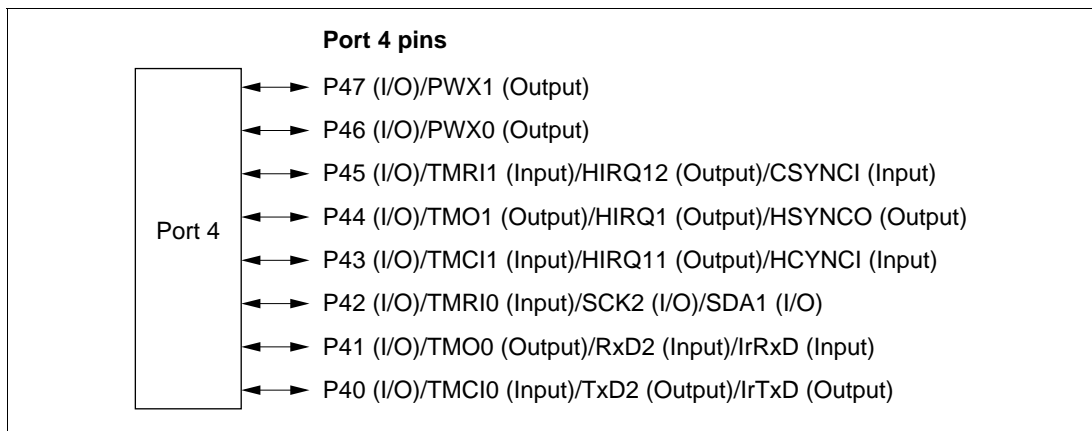 Port 4 pins
P47 (I/O)/PWX1 (Output)
P46 (I/O)/PWX0 (Output)
P45 (I/O)/TMRI1 (Input)/HIRQ12 (Output)/CSYNCI (Input)
Port 4
P44 (I/O)/TMO1 (Output)/HIRQ1 (Output)/HSYNCO (Output)
P43 (I/O)/TMCI1 (Input)/HIRQ11 (Output)/HCYNCI (Input)
P42 (I/O)/TMRI0 (Input)/SCK2 (I/O)/SDA1 (I/O)
P41 (I/O)/TMO0 (Output)/RxD2 (Input)/IrRxD (Input)
P40 (I/O)/TMCI0 (Input)/TxD2 (Output)/IrTxD (Output)